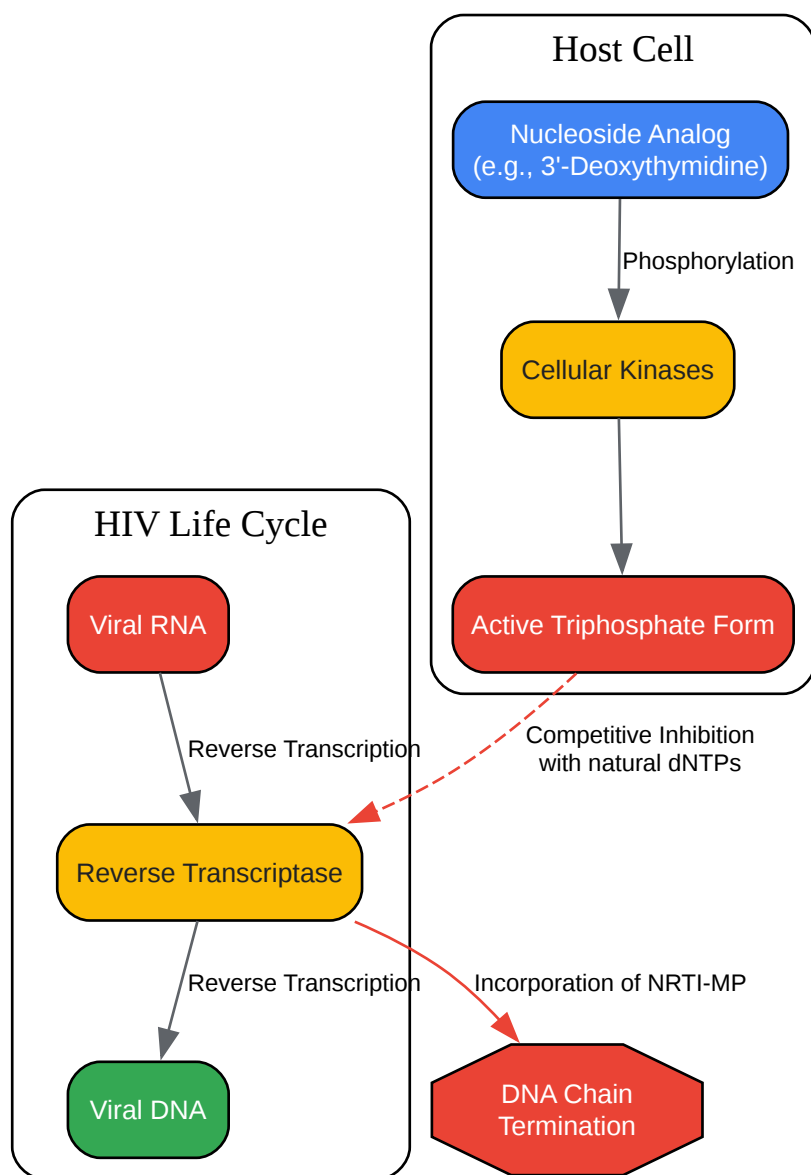 Host Cell
Nucleoside Analog
(e.g., 3'-Deoxythymidine)
Phosphorylation
Cellular Kinases
Active Triphosphate Form
Competitive Inhibition
with natural dNTPs
HIV Life Cycle
Viral RNA
Reverse Transcription
Reverse Transcriptase
Reverse Transcription
Incorporation of NRTI-MP
Viral DNA
DNA Chain
Termination